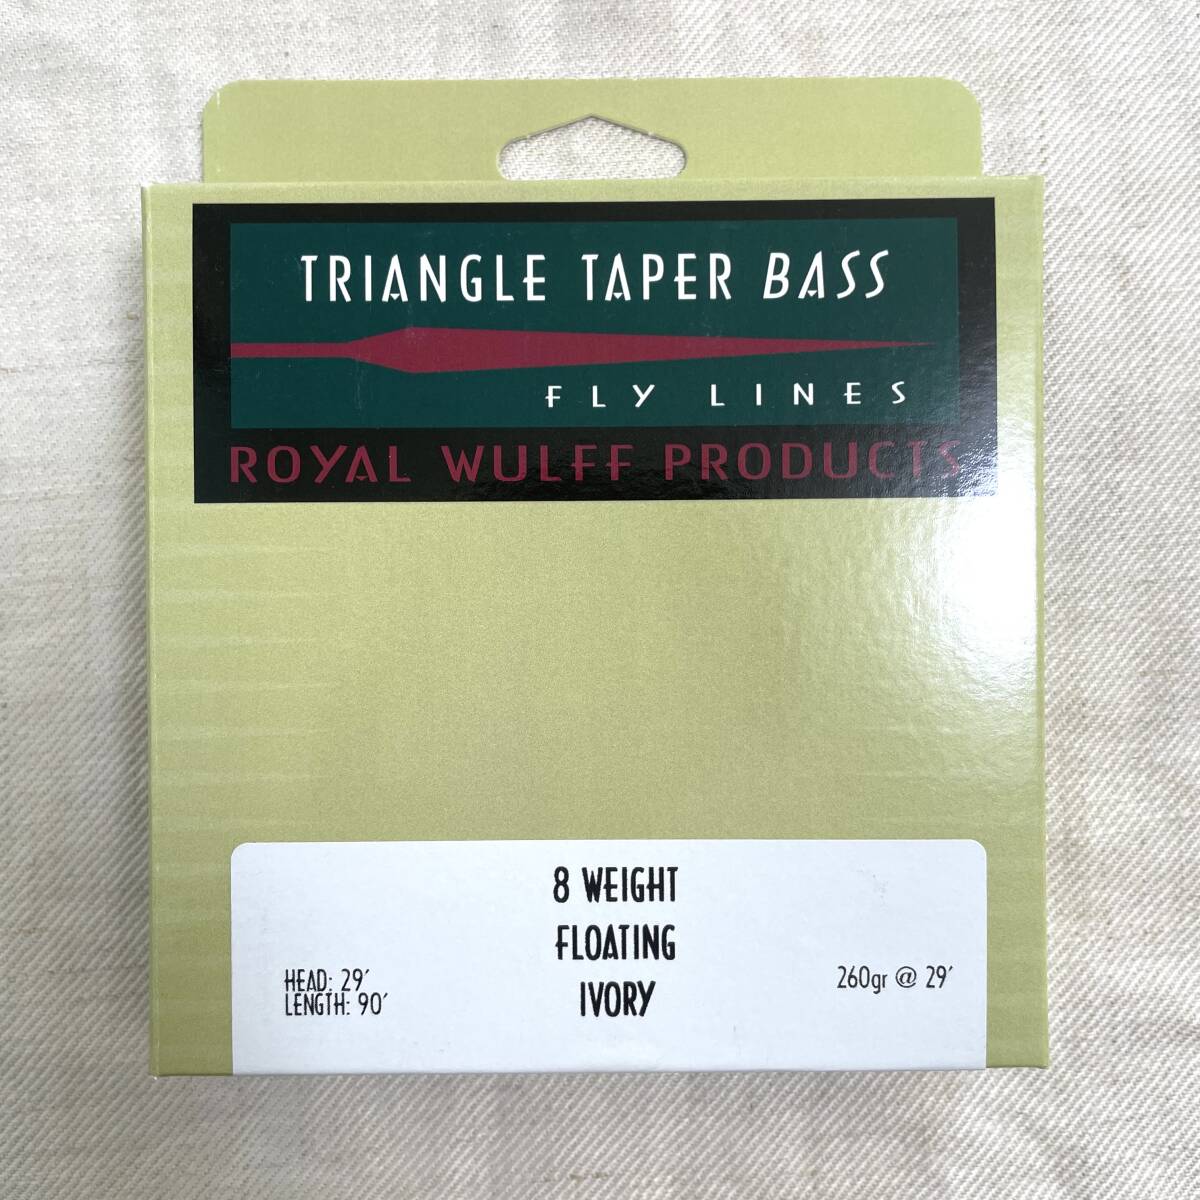 TRIANGLE TAPER BASS
FLY LINES
ROYAL WULFF PRODUCTS
8 WEIGHT
FLOATING
IVORY
HEAD: 29′
LENGTH: 90′
260gr @ 29′